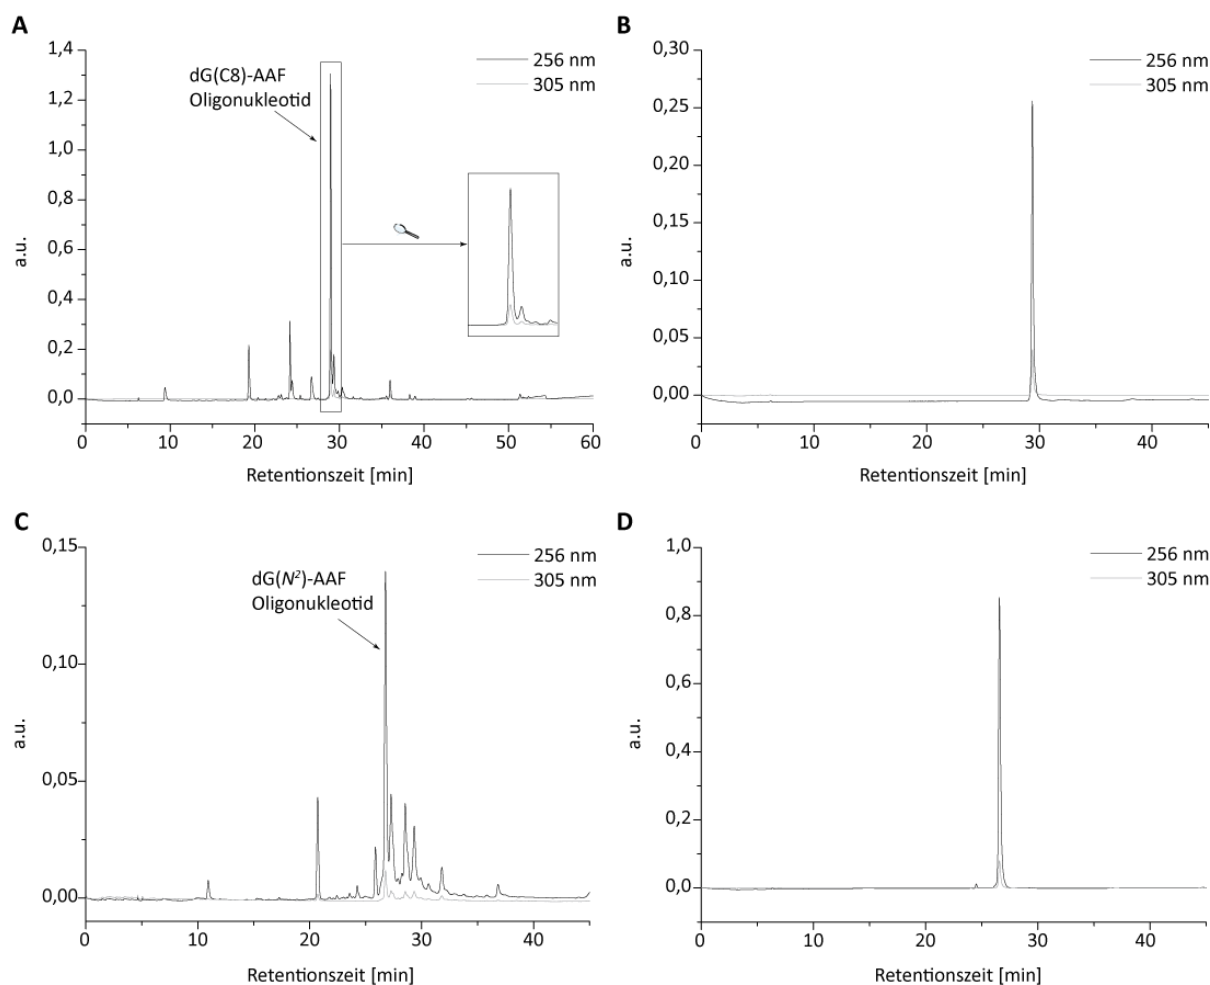 A
1,4
1,2
1,0
0,8
0,6
0,4
0,2
0,0
a.u.
dG(C8)-AAF
Oligonukleotid
256 nm
305 nm
0
10
20
30
40
50
60
Retentionszeit [min]
B
0,30
0,25
0,20
0,15
0,10
0,05
0,00
a.u.
256 nm
305 nm
0
10
20
30
40
Retentionszeit [min]
C
0,15
0,10
0,05
0,00
a.u.
dG(N²)-AAF
Oligonukleotid
256 nm
305 nm
0
10
20
30
40
Retentionszeit [min]
D
1,0
0,8
0,6
0,4
0,2
0,0
a.u.
256 nm
305 nm
0
10
20
30
40
Retentionszeit [min]